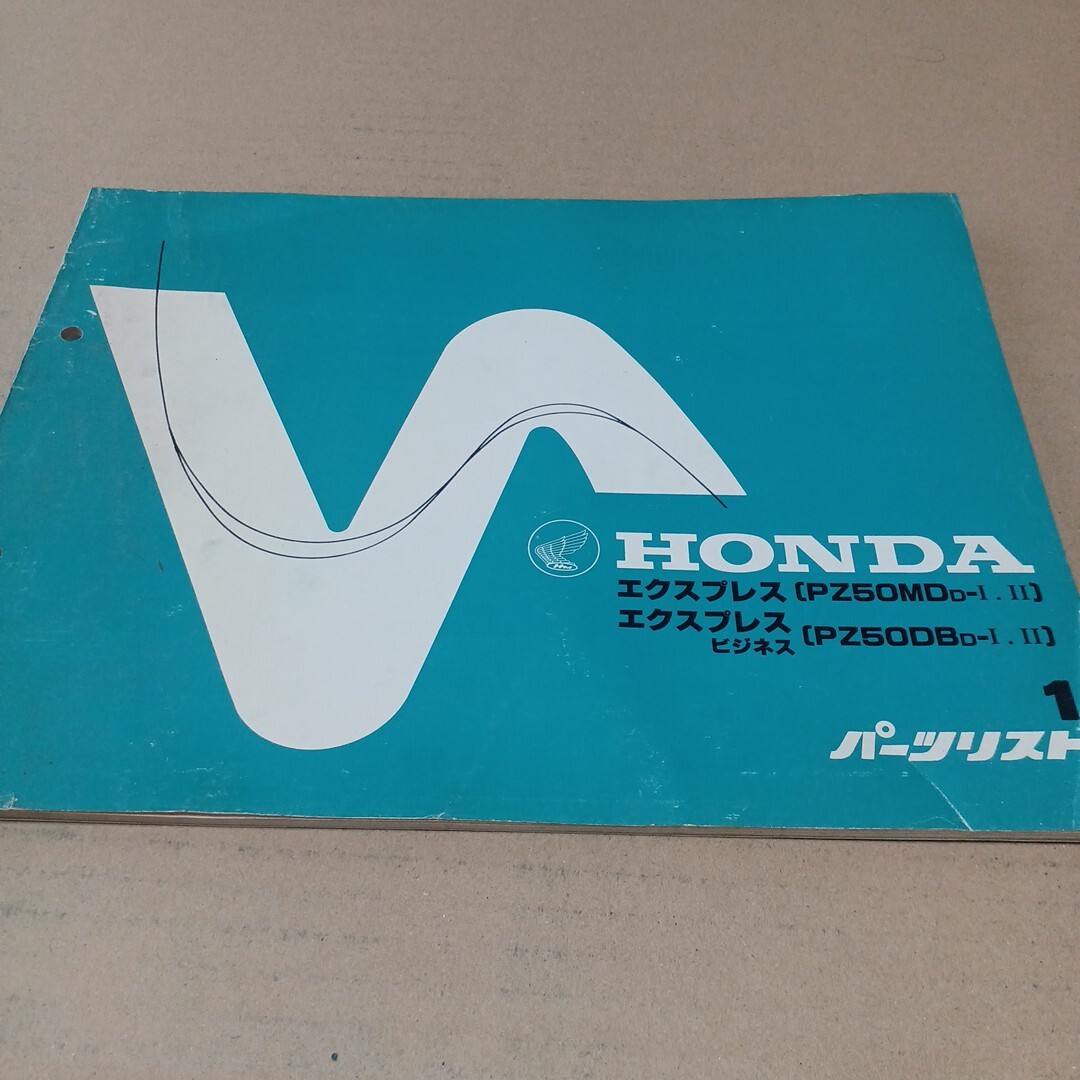 HONDA
エクスプレス〔PZ50MDD-I.II〕
エクスプレス
ビジネス〔PZ50DBD-I.II〕
1
パーツリスト